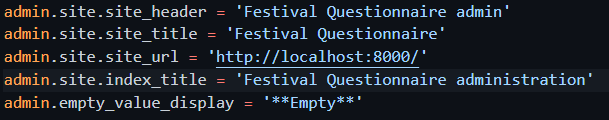 admin.site.site_header = 'Festival Questionnaire admin'
admin.site.site_title = 'Festival Questionnaire'
admin.site.site_url = 'http://localhost:8000/'
admin.site.index_title = 'Festival Questionnaire administration'
admin.empty_value_display = '**Empty**'